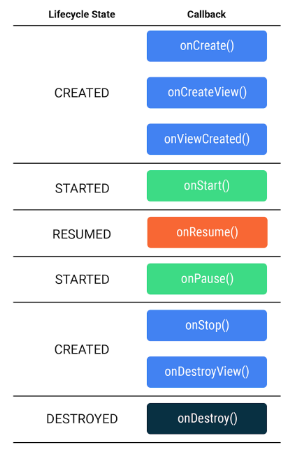 Lifecycle State Callback
onCreate()
CREATED onCreateView()
onViewCreated()
STARTED onStart()
RESUMED onResume()
STARTED onPause()
onStop()
CREATED
onDestroyView()
DESTROYED onDestroy()